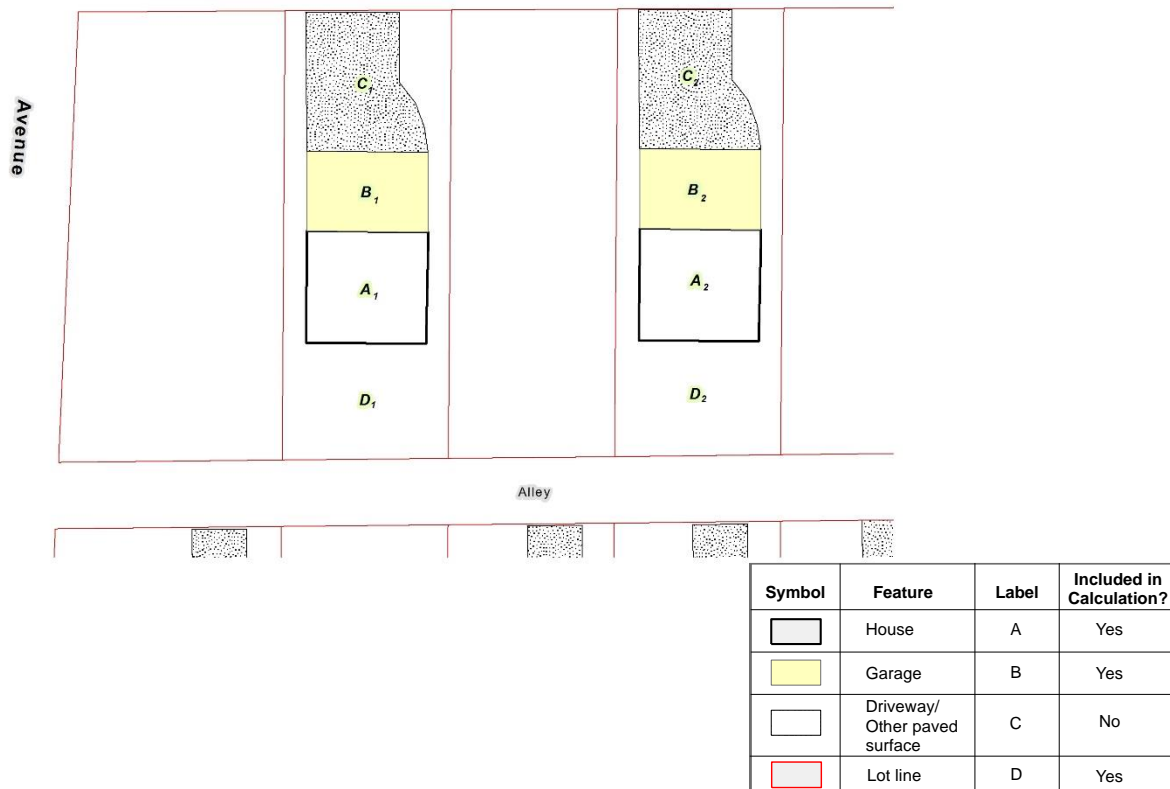 Avenue
C1
C2
B1
B2
A1
A2
D1
D2
Alley
Symbol Feature Label Included in
Calculation?
House A Yes
Garage B Yes
Driveway/
Other paved C No
surface
Lot line D Yes